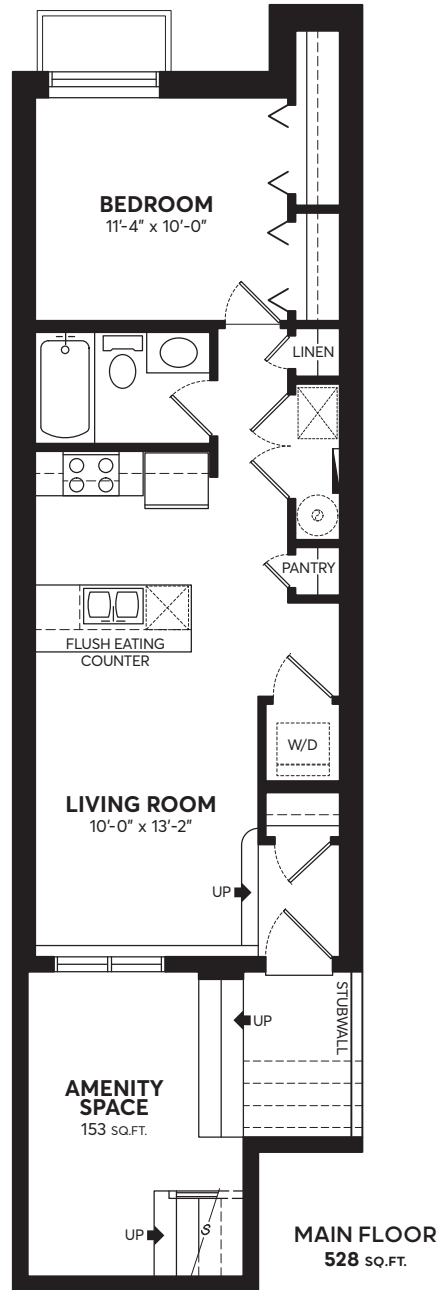 BEDROOM
11'-4" x 10'-0"
LINEN
PANTRY
FLUSH EATING
COUNTER
W/D
LIVING ROOM
10'-0" x 13'-2"
UP
UP
STUBWALL
AMENITY
SPACE
153 SQ.FT.
UP
S
MAIN FLOOR
528 SQ.FT.